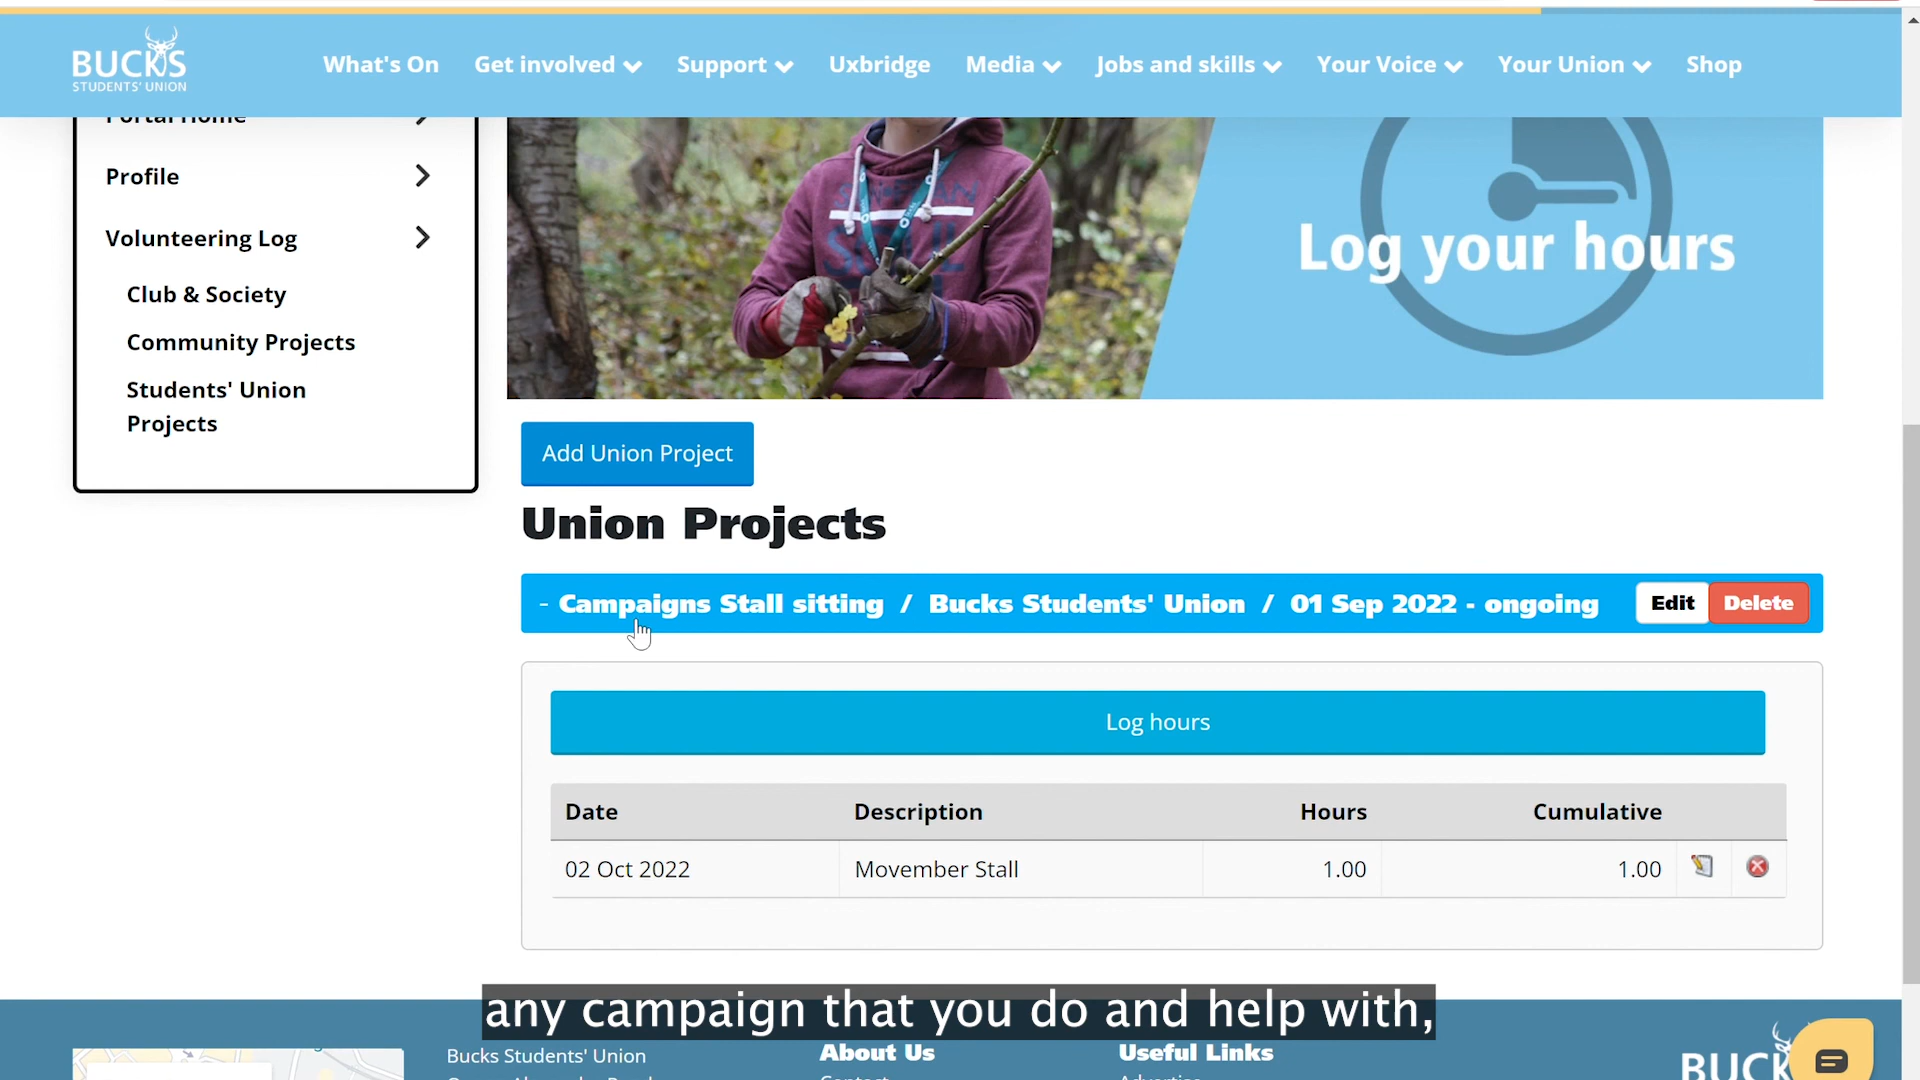 BUCKS
STUDENTS' UNION
What's On Get involved Support Uxbridge Media Jobs and skills Your Voice Your Union Shop
Portal Home
Profile
Volunteering Log
Club & Society
Community Projects
Students' Union
Projects
Log your hours
Add Union Project
Union Projects
- Campaigns Stall sitting / Bucks Students' Union / 01 Sep 2022 - ongoing Edit Delete
Log hours
Date Description Hours Cumulative
02 Oct 2022 Movember Stall 1.00 1.00
any campaign that you do and help with,
Bucks Students' Union
About Us
Useful Links